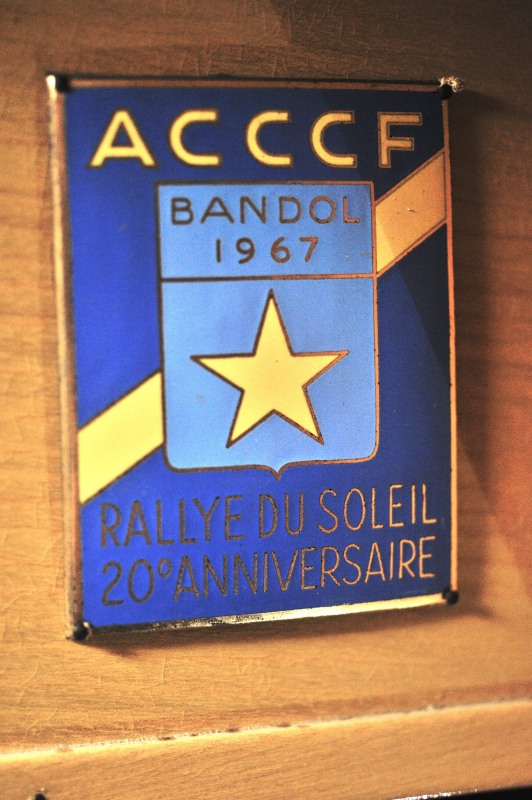 ACCCF
BANDOL
1967
RALLYE DU SOLEIL
20° ANNIVERSAIRE